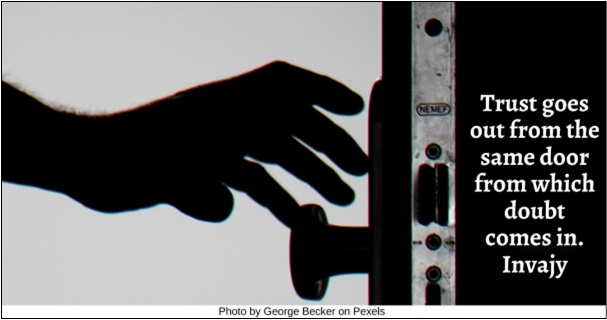 NEMEF
Trust goes
out from the
same door
from which
doubt
comes in.
Invajy
Photo by George Becker on Pexels